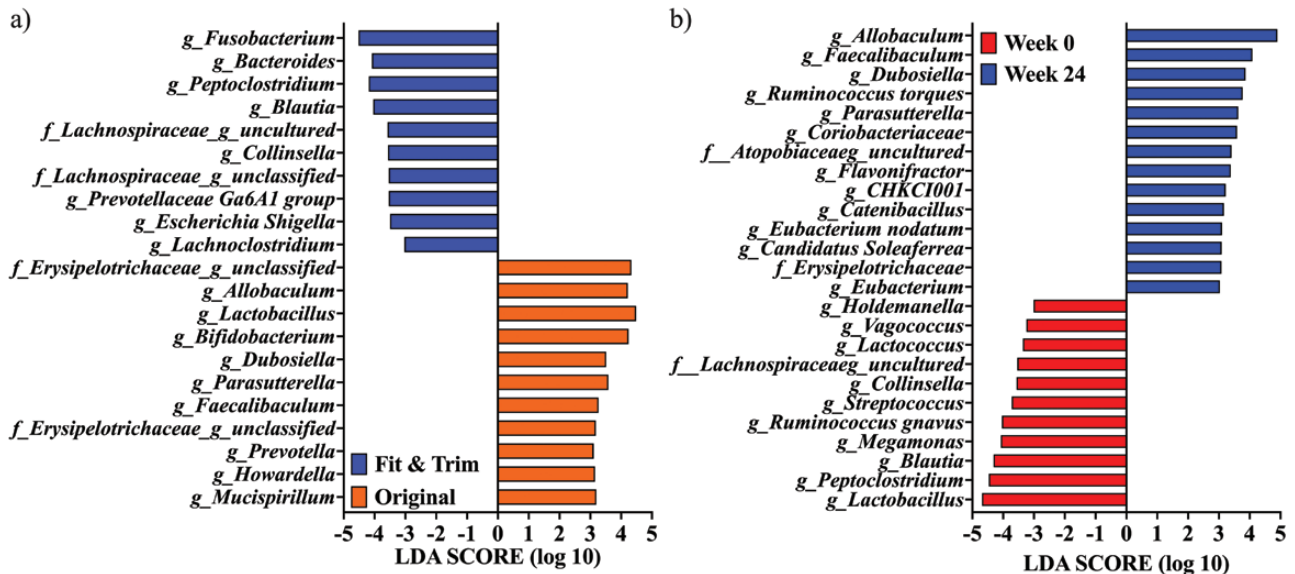 a)
g_Fusobacterium
g_Bacteroides
g_Peptoclostridium
g_Blautia
f_Lachnospiraceae_g_uncultured
g_Collinsella
f_Lachnospiraceae_g_unclassified
g_Prevotellaceae Ga6A1 group
g_Escherichia Shigella
g_Lachnoclostridium
f_Erysipelotrichaceae_g_unclassified
g_Allobaculum
g_Lactobacillus
g_Bifidobacterium
g_Dubosiella
g_Parasutterella
g_Faecalibaculum
f_Erysipelotrichaceae_g_unclassified
g_Prevotella
g_Howardella
g_Mucispirillum
Fit & Trim
Original
-5 -4 -3 -2 -1 0 1 2 3 4 5
LDA SCORE (log 10)
b)
g_Allobaculum
g_Faecalibaculum
g_Dubosiella
g_Ruminococcus torques
g_Parasutterella
g_Coriobacteriaceae
f__Atopobiaceaeg_uncultured
g_Flavonifractor
g_CHKCI001
g_Catenibacillus
g_Eubacterium nodatum
g_Candidatus Soleaferrea
f_Erysipelotrichaceae
g_Eubacterium
g_Holdemanella
g_Vagococcus
g_Lactococcus
f__Lachnospiraceaeg_uncultured
g_Collinsella
g_Streptococcus
g_Ruminococcus gnavus
g_Megamonas
g_Blautia
g_Peptoclostridium
g_Lactobacillus
Week 0
Week 24
-5 -4 -3 -2 -1 0 1 2 3 4 5
LDA SCORE (log 10)